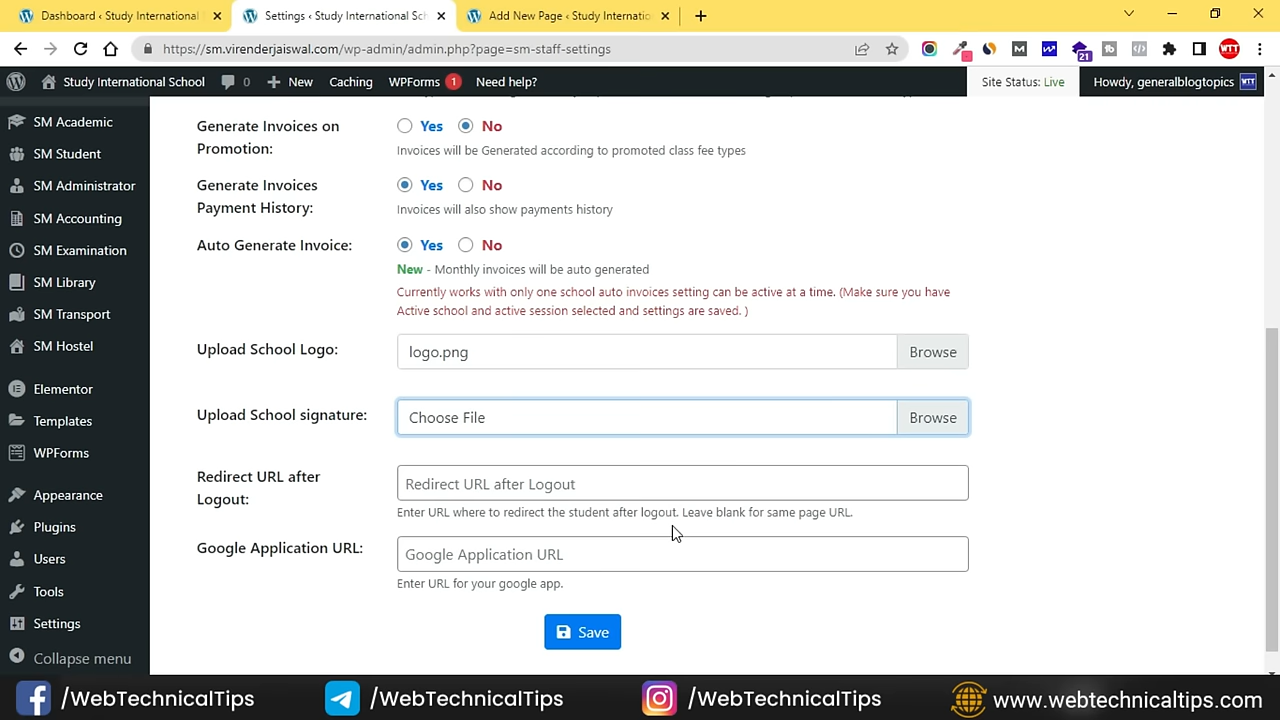 Dashboard ‹ Study International
Settings ‹ Study International Sch
Add New Page ‹ Study Internatio
https://sm.virenderjaiswal.com/wp-admin/admin.php?page=sm-staff-settings
21
WTT
Study International School
0
New
Caching
WPForms 1
Need help?
Site Status: Live
Howdy, generalblogtopics
SM Academic
SM Student
SM Administrator
SM Accounting
SM Examination
SM Library
SM Transport
SM Hostel
Elementor
Templates
WPForms
Appearance
Plugins
Users
Tools
Settings
Collapse menu
Generate Invoices on
Promotion:
Yes No
Invoices will be Generated according to promoted class fee types
Generate Invoices
Payment History:
Yes No
Invoices will also show payments history
Auto Generate Invoice:
Yes No
New - Monthly invoices will be auto generated
Currently works with only one school auto invoices setting can be active at a time. (Make sure you have
Active school and active session selected and settings are saved. )
Upload School Logo:
logo.png
Browse
Upload School signature:
Choose File
Browse
Redirect URL after
Logout:
Redirect URL after Logout
Enter URL where to redirect the student after logout. Leave blank for same page URL.
Google Application URL:
Google Application URL
Enter URL for your google app.
Save
/WebTechnicalTips
/WebTechnicalTips
/WebTechnicalTips
www.webtechnicaltips.com